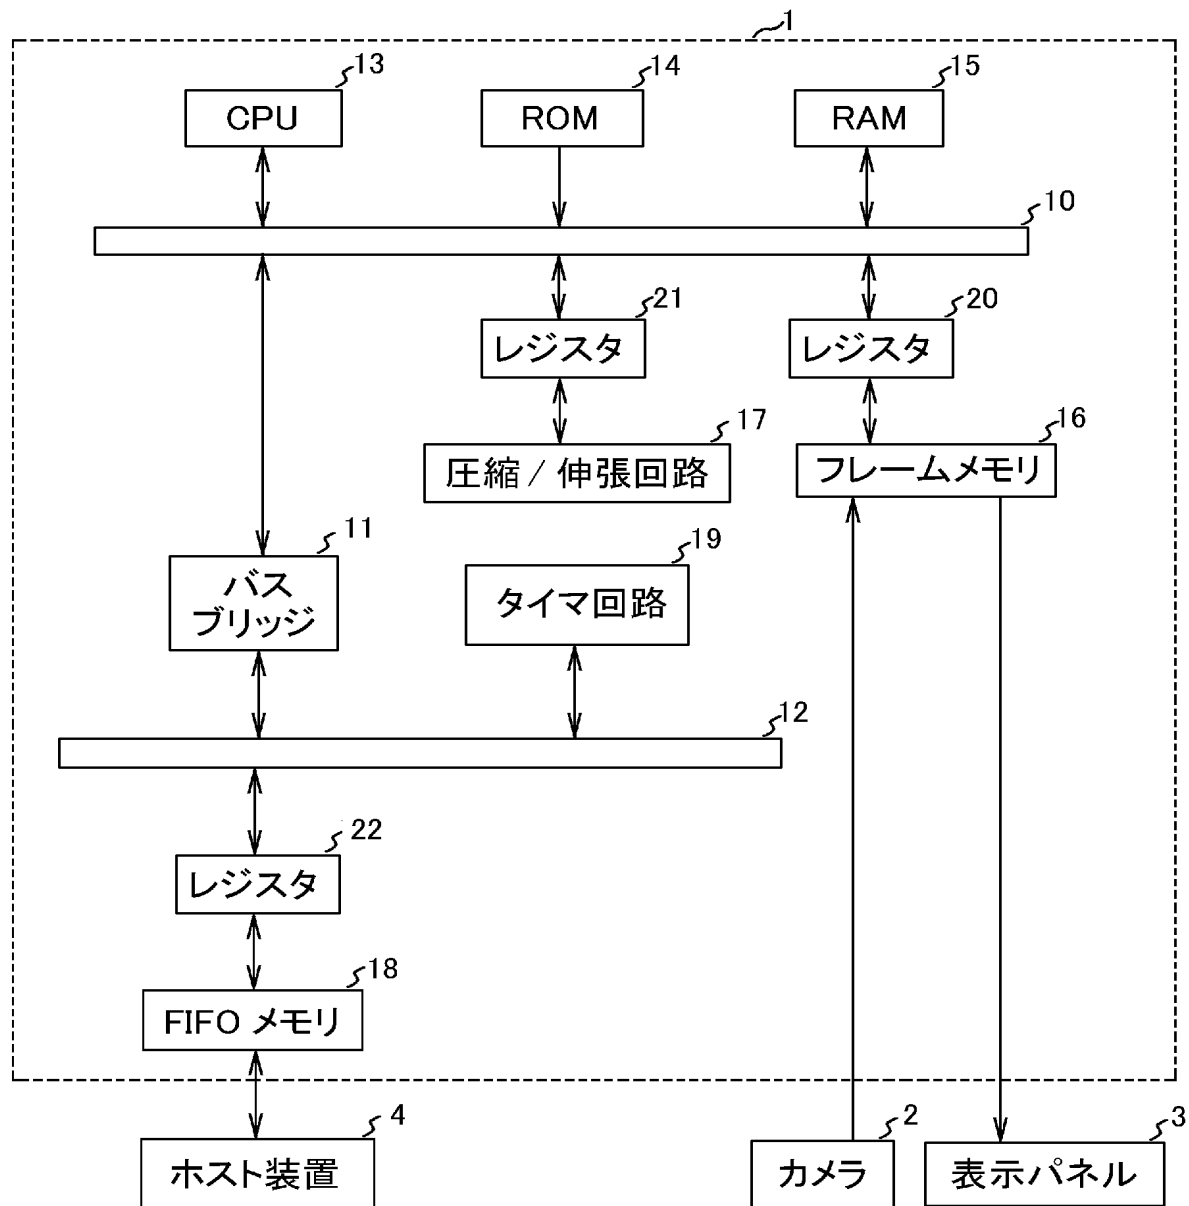 1
13
14
15
CPU
ROM
RAM
10
21
20
レジスタ
レジスタ
17
16
圧縮 / 伸張回路
フレームメモリ
11
19
バス
ブリッジ
タイマ回路
12
22
レジスタ
18
FIFO メモリ
4
2
3
ホスト装置
カメラ
表示パネル